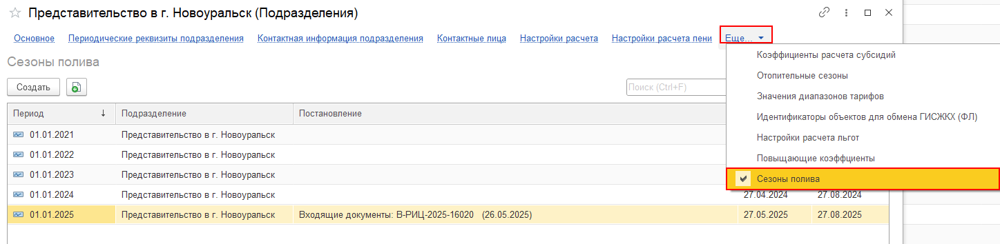 Представительство в г. Новоуральск (Подразделения)
Основное Периодические реквизиты подразделения Контактная информация подразделения Контактные лица Настройки расчета Настройки расчета пени Еще...
Коэффициенты расчета субсидий
Отопительные сезоны
Значения диапазонов тарифов
Идентификаторы объектов для обмена ГИСЖКХ (ФЛ)
Настройки расчета льгот
Повыщающие коэффциенты
Сезоны полива
Сезоны полива
Создать Поиск (Ctrl+F)
Период Подразделение Постановление
01.01.2021 Представительство в г. Новоуральск
01.01.2022 Представительство в г. Новоуральск
01.01.2023 Представительство в г. Новоуральск
01.01.2024 Представительство в г. Новоуральск 27.04.2024 27.08.2024
01.01.2025 Представительство в г. Новоуральск Входящие документы: В-РИЦ-2025-16020 (26.05.2025) 27.05.2025 27.08.2025